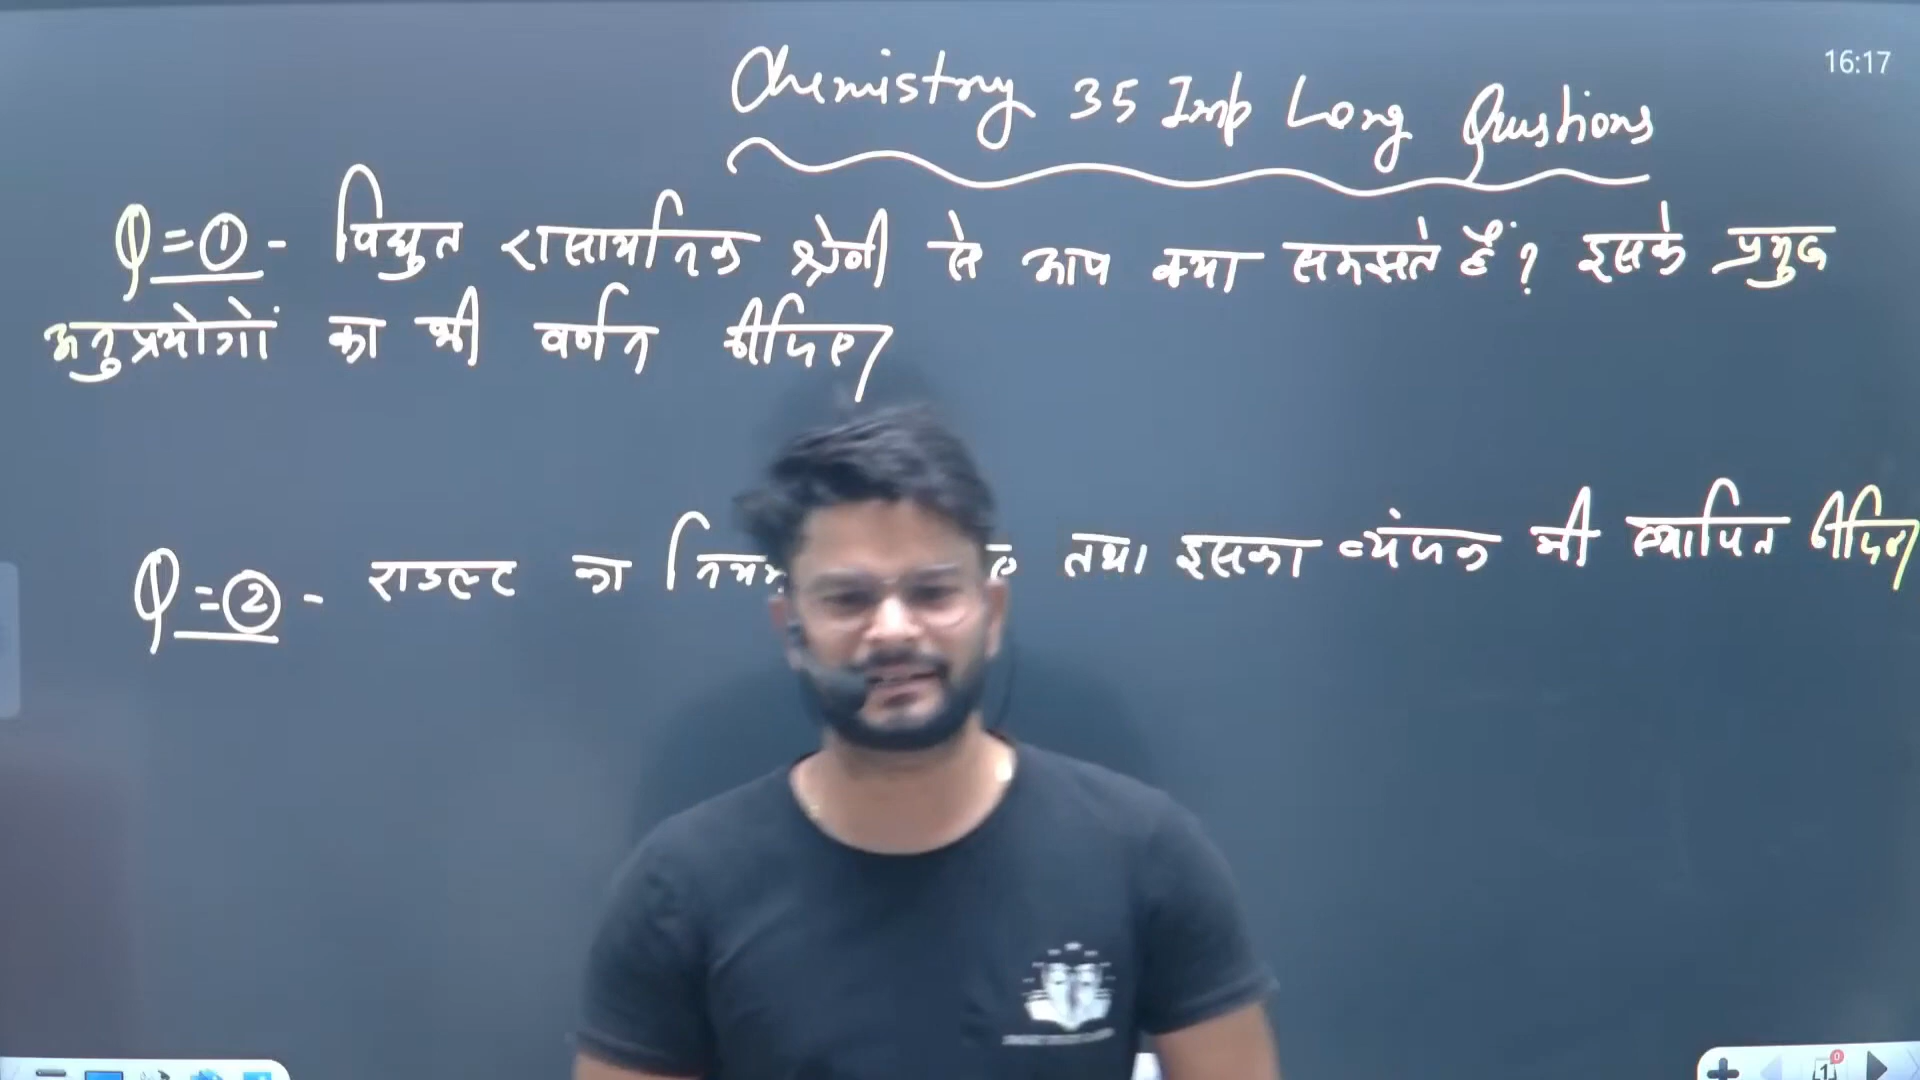 16:17
Chemistry 35 Imp Long Questions
Q=① - विद्युत रासायनिक श्रेणी से आप क्या समझते हैं? इसके प्रमुख
अनुप्रयोगों का भी वर्णन कीजिए।
Q=② - राउल्ट का तथा इसका व्यंजक भी स्थापित कीजिए।